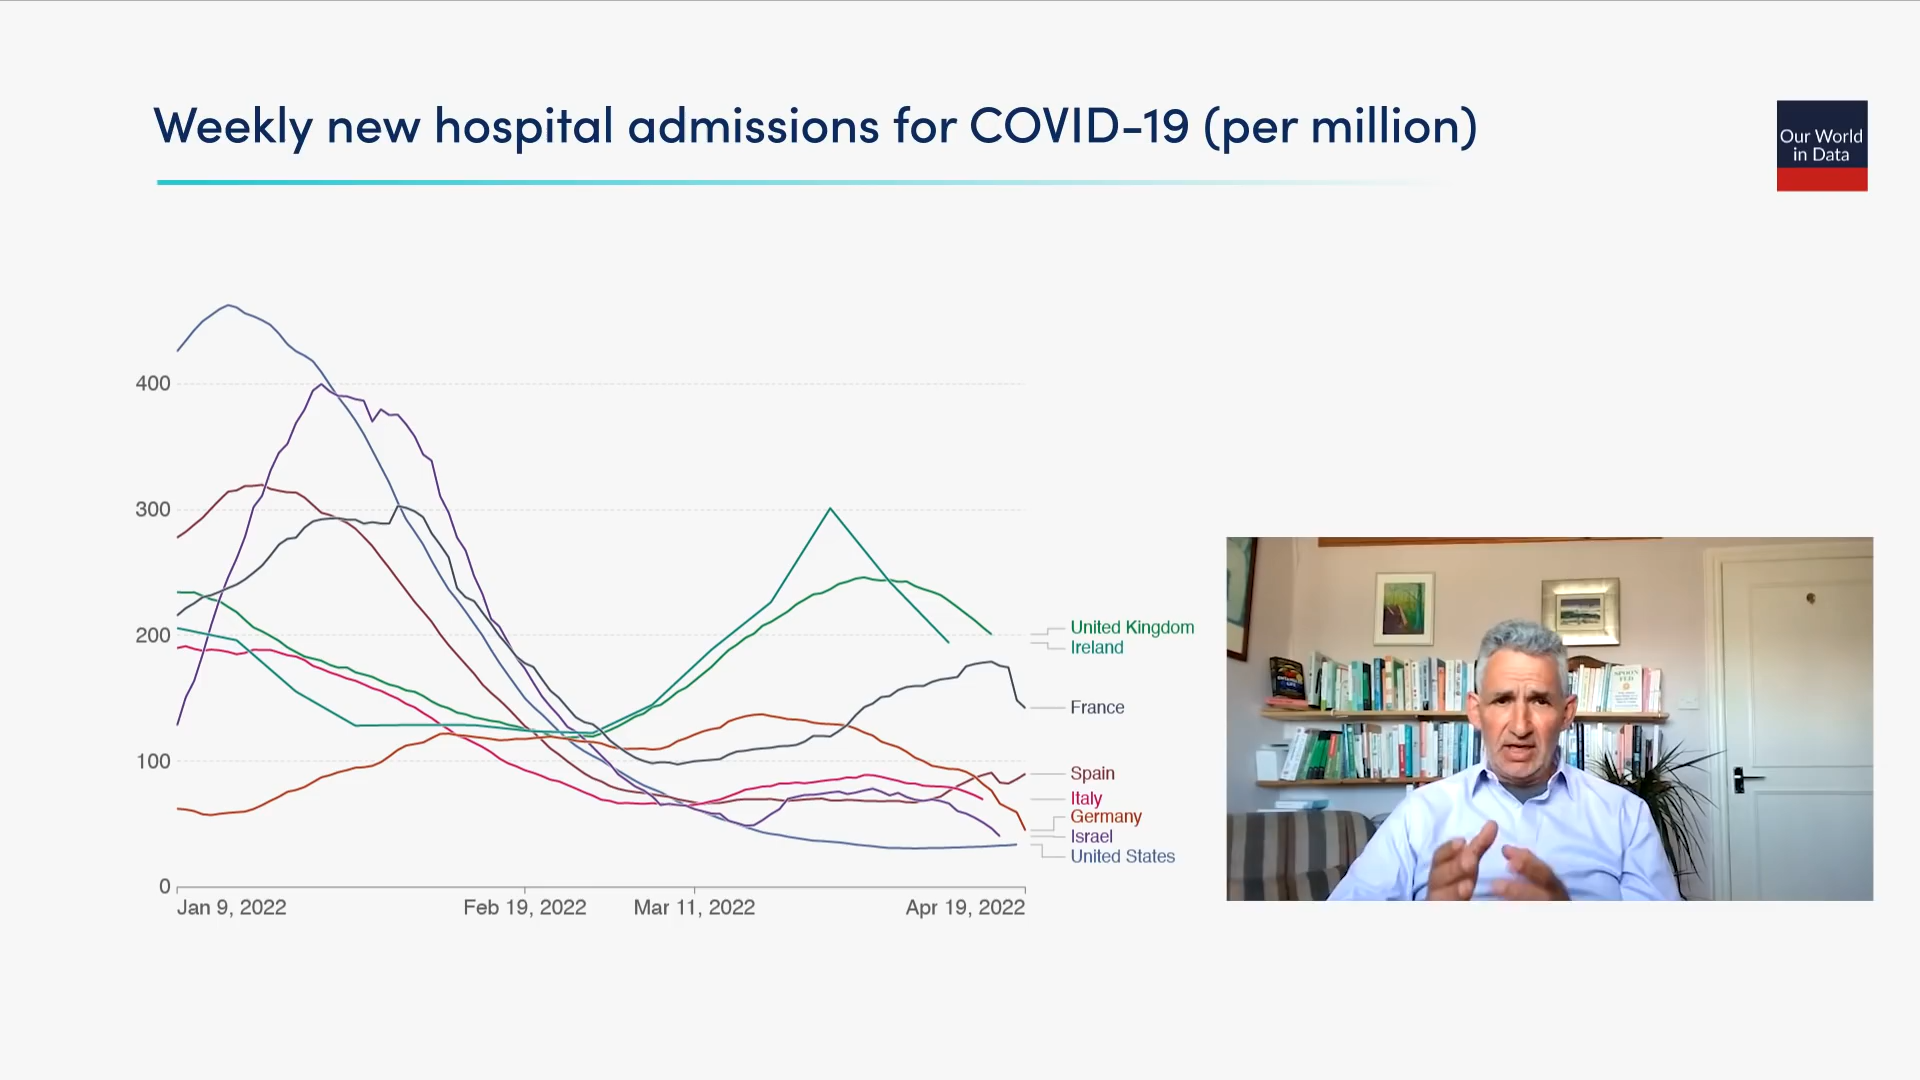 Weekly new hospital admissions for COVID-19 (per million)
Our World
in Data
400
300
200
100
0
Jan 9, 2022
Feb 19, 2022
Mar 11, 2022
Apr 19, 2022
United Kingdom
Ireland
France
Spain
Italy
Germany
Israel
United States
SPOON
FED